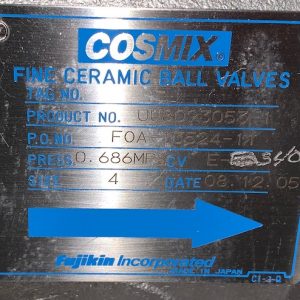 COSMIX®
FINE CERAMIC BALL VALVES
TAG NO.
PRODUCT NO.
P.O NO. FOA
PRESS 0.686MPa CV E
SIZE 4 DATE 08.12.05
Fujikin Incorporated
MADE IN JAPAN